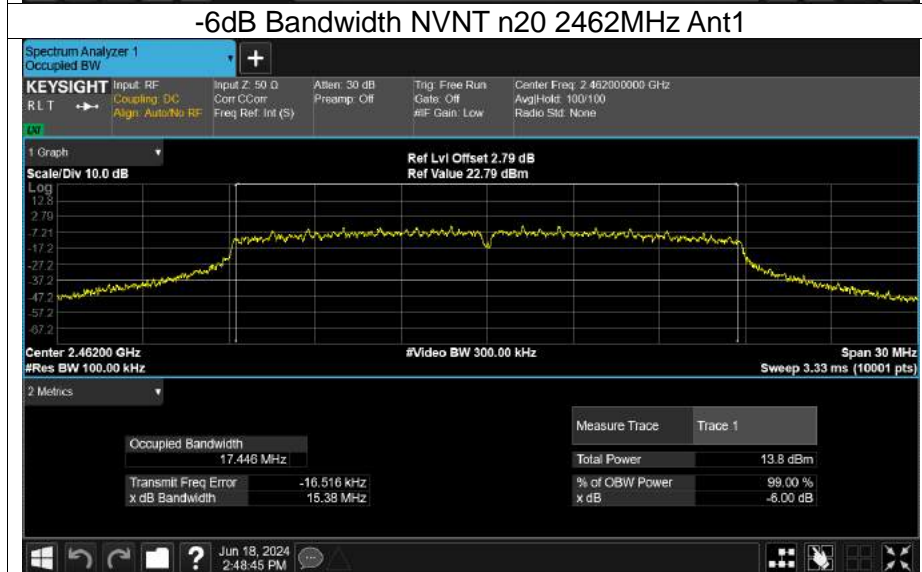 -6dB Bandwidth NVNT n20 2462MHz Ant1
Spectrum Analyzer 1
Occupied BW
+
KEYSIGHT Input: RF Input Z: 50 Ω Atten: 30 dB Trig: Free Run Center Freq: 2.462000000 GHz
RLT Coupling: DC Corr CCorr Preamp: Off Gate: Off Avg|Hold: 100/100
Align: Auto/No RF Freq Ref: Int (S) #IF Gain: Low Radio Std: None
LXI
1 Graph
Ref Lvl Offset 2.79 dB
Scale/Div 10.0 dB Ref Value 22.79 dBm
Log
12.8
2.79
-7.21
-17.2
-27.2
-37.2
-47.2
-57.2
-67.2
Center 2.46200 GHz #Video BW 300.00 kHz Span 30 MHz
#Res BW 100.00 kHz Sweep 3.33 ms (10001 pts)
2 Metrics
Measure Trace Trace 1
Occupied Bandwidth
17.446 MHz Total Power 13.8 dBm
Transmit Freq Error -16.516 kHz % of OBW Power 99.00 %
x dB Bandwidth 15.38 MHz x dB -6.00 dB
? Jun 18, 2024
2:48:45 PM